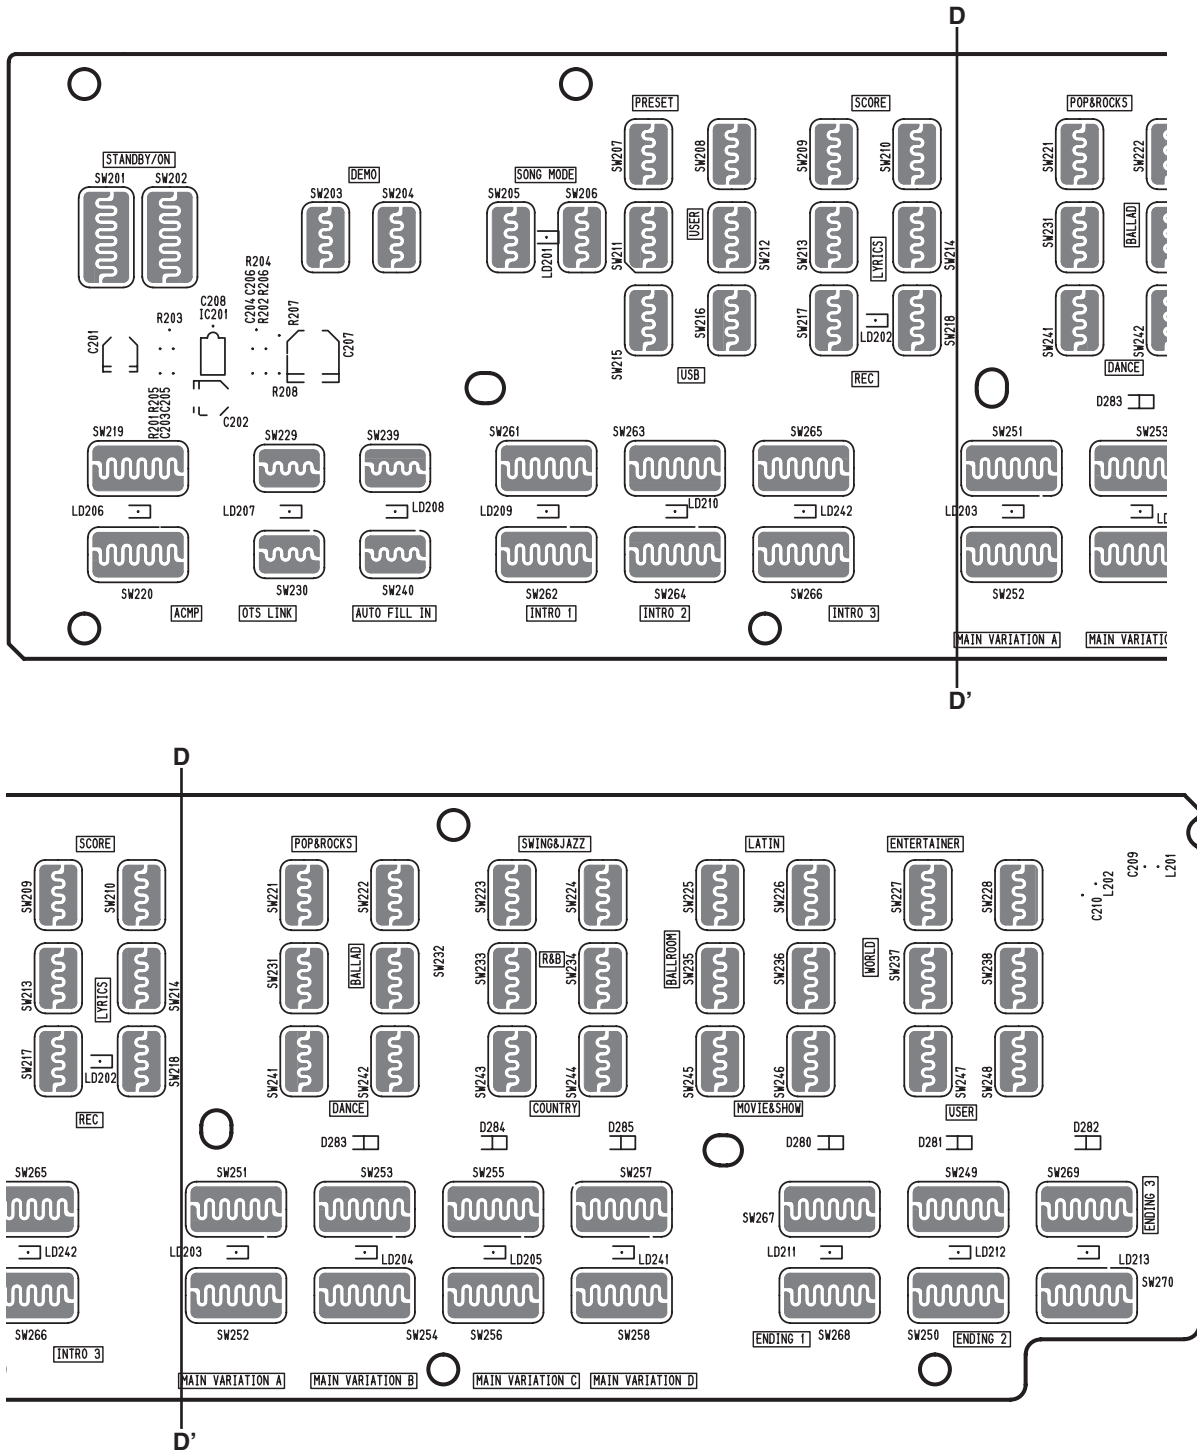 D
PRESET
SCORE
POP&ROCKS
STANDBY/ON
SW201
SW202
DEMO
SW203
SW204
SONG MODE
SW205
SW206
LD201
SW207
SW208
SW209
SW210
SW221
SW222
SW211
USER
SW212
SW213
LYRICS
SW214
SW231
BALLAD
SW215
SW216
SW217
LD202
SW218
SW241
SW242
USB
REC
DANCE
D283
R204
C206
R206
C204
R202
R207
C208
IC201
R203
C201
C207
R208
C202
R201
R205
C203
C205
SW219
SW229
SW239
SW261
SW263
SW265
SW251
SW253
LD206
LD207
LD208
LD209
LD210
LD242
LD203
SW220
SW230
SW240
SW262
SW264
SW266
SW252
ACMP
OTS LINK
AUTO FILL IN
INTRO 1
INTRO 2
INTRO 3
MAIN VARIATION A
MAIN VARIATIO
D'
D
SCORE
POP&ROCKS
SWING&JAZZ
LATIN
ENTERTAINER
SW209
SW210
SW221
SW222
SW223
SW224
SW225
SW226
SW227
SW228
C209
L201
L202
C210
SW213
LYRICS
SW214
SW231
BALLAD
SW232
SW233
R&B
SW234
BALLROOM
SW235
SW236
WORLD
SW237
SW238
SW217
LD202
SW218
SW241
SW242
SW243
SW244
SW245
SW246
SW247
SW248
REC
DANCE
COUNTRY
MOVIE&SHOW
USER
D283
D284
D285
D280
D281
D282
SW265
SW251
SW253
SW255
SW257
SW267
SW249
SW269
ENDING 3
LD242
LD203
LD204
LD205
LD241
LD211
LD212
LD213
SW270
SW266
SW252
SW254
SW256
SW258
ENDING 1
SW268
SW250
ENDING 2
INTRO 3
MAIN VARIATION A
MAIN VARIATION B
MAIN VARIATION C
MAIN VARIATION D
D'